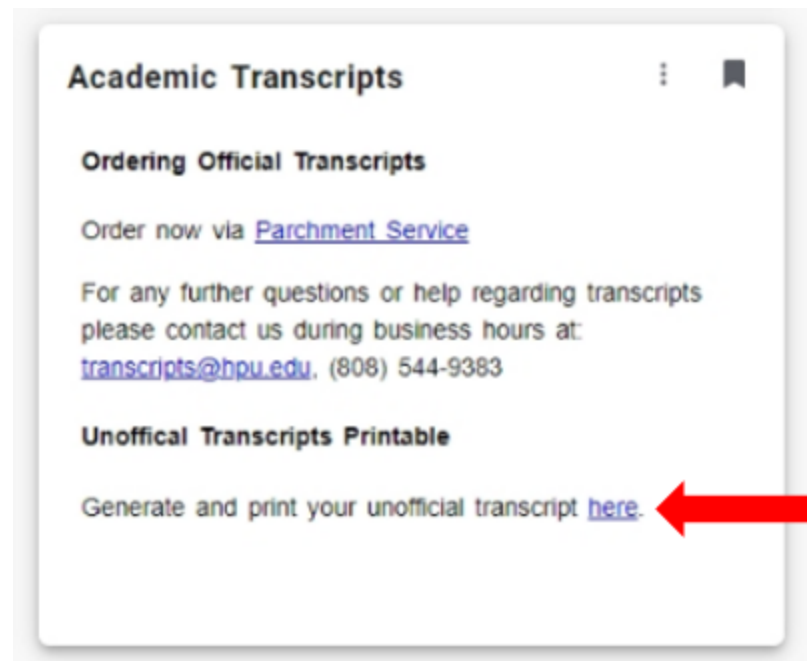 Academic Transcripts
Ordering Official Transcripts
Order now via Parchment Service
For any further questions or help regarding transcripts
please contact us during business hours at:
transcripts@hpu.edu, (808) 544-9383
Unoffical Transcripts Printable
Generate and print your unofficial transcript here.